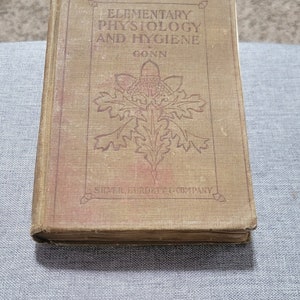 ELEMENTARY
PHYSIOLOGY
AND HYGIENE
CONN
SILVER, BURDETT & COMPANY